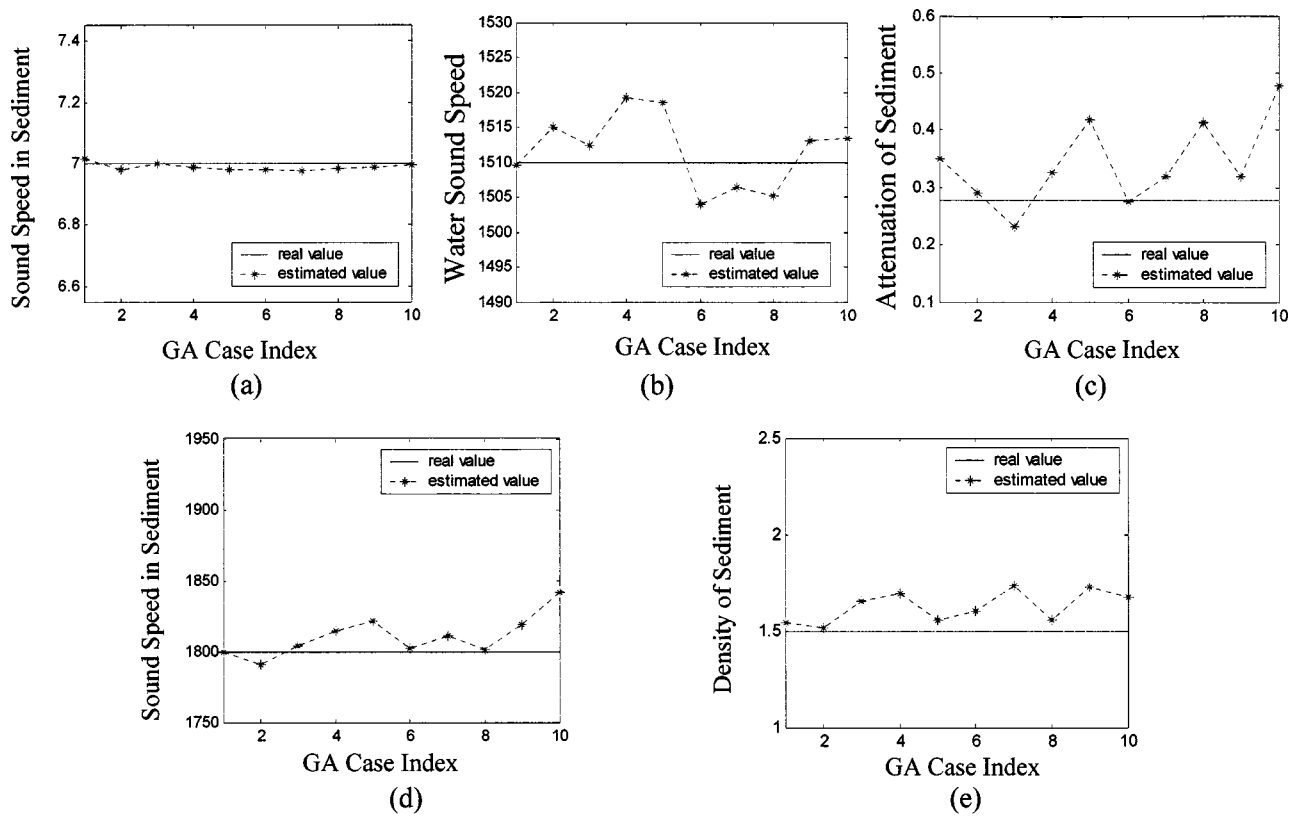 Sound Speed in Sediment
7.4
7.2
7
6.8
6.6
2
4
6
8
10
real value
estimated value
GA Case Index
(a)
Water Sound Speed
1530
1525
1520
1515
1510
1505
1500
1495
1490
2
4
6
8
10
real value
estimated value
GA Case Index
(b)
Attenuation of Sediment
0.6
0.5
0.4
0.3
0.2
0.1
2
4
6
8
10
real value
estimated value
GA Case Index
(c)
Sound Speed in Sediment
1950
1900
1850
1800
1750
2
4
6
8
10
real value
estimated value
GA Case Index
(d)
Density of Sediment
2.5
2
1.5
1
2
4
6
8
10
real value
estimated value
GA Case Index
(e)